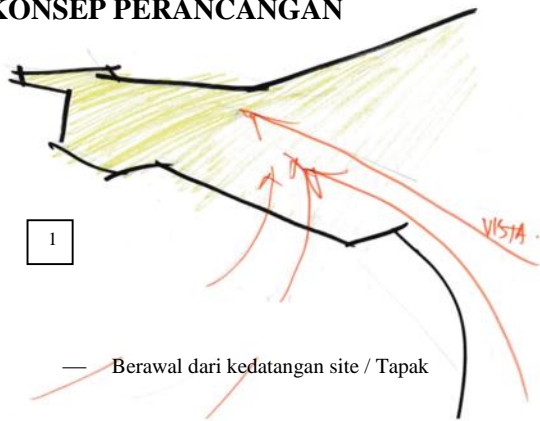 KONSEP PERANCANGAN
VISTA.
1
— Berawal dari kedatangan site / Tapak